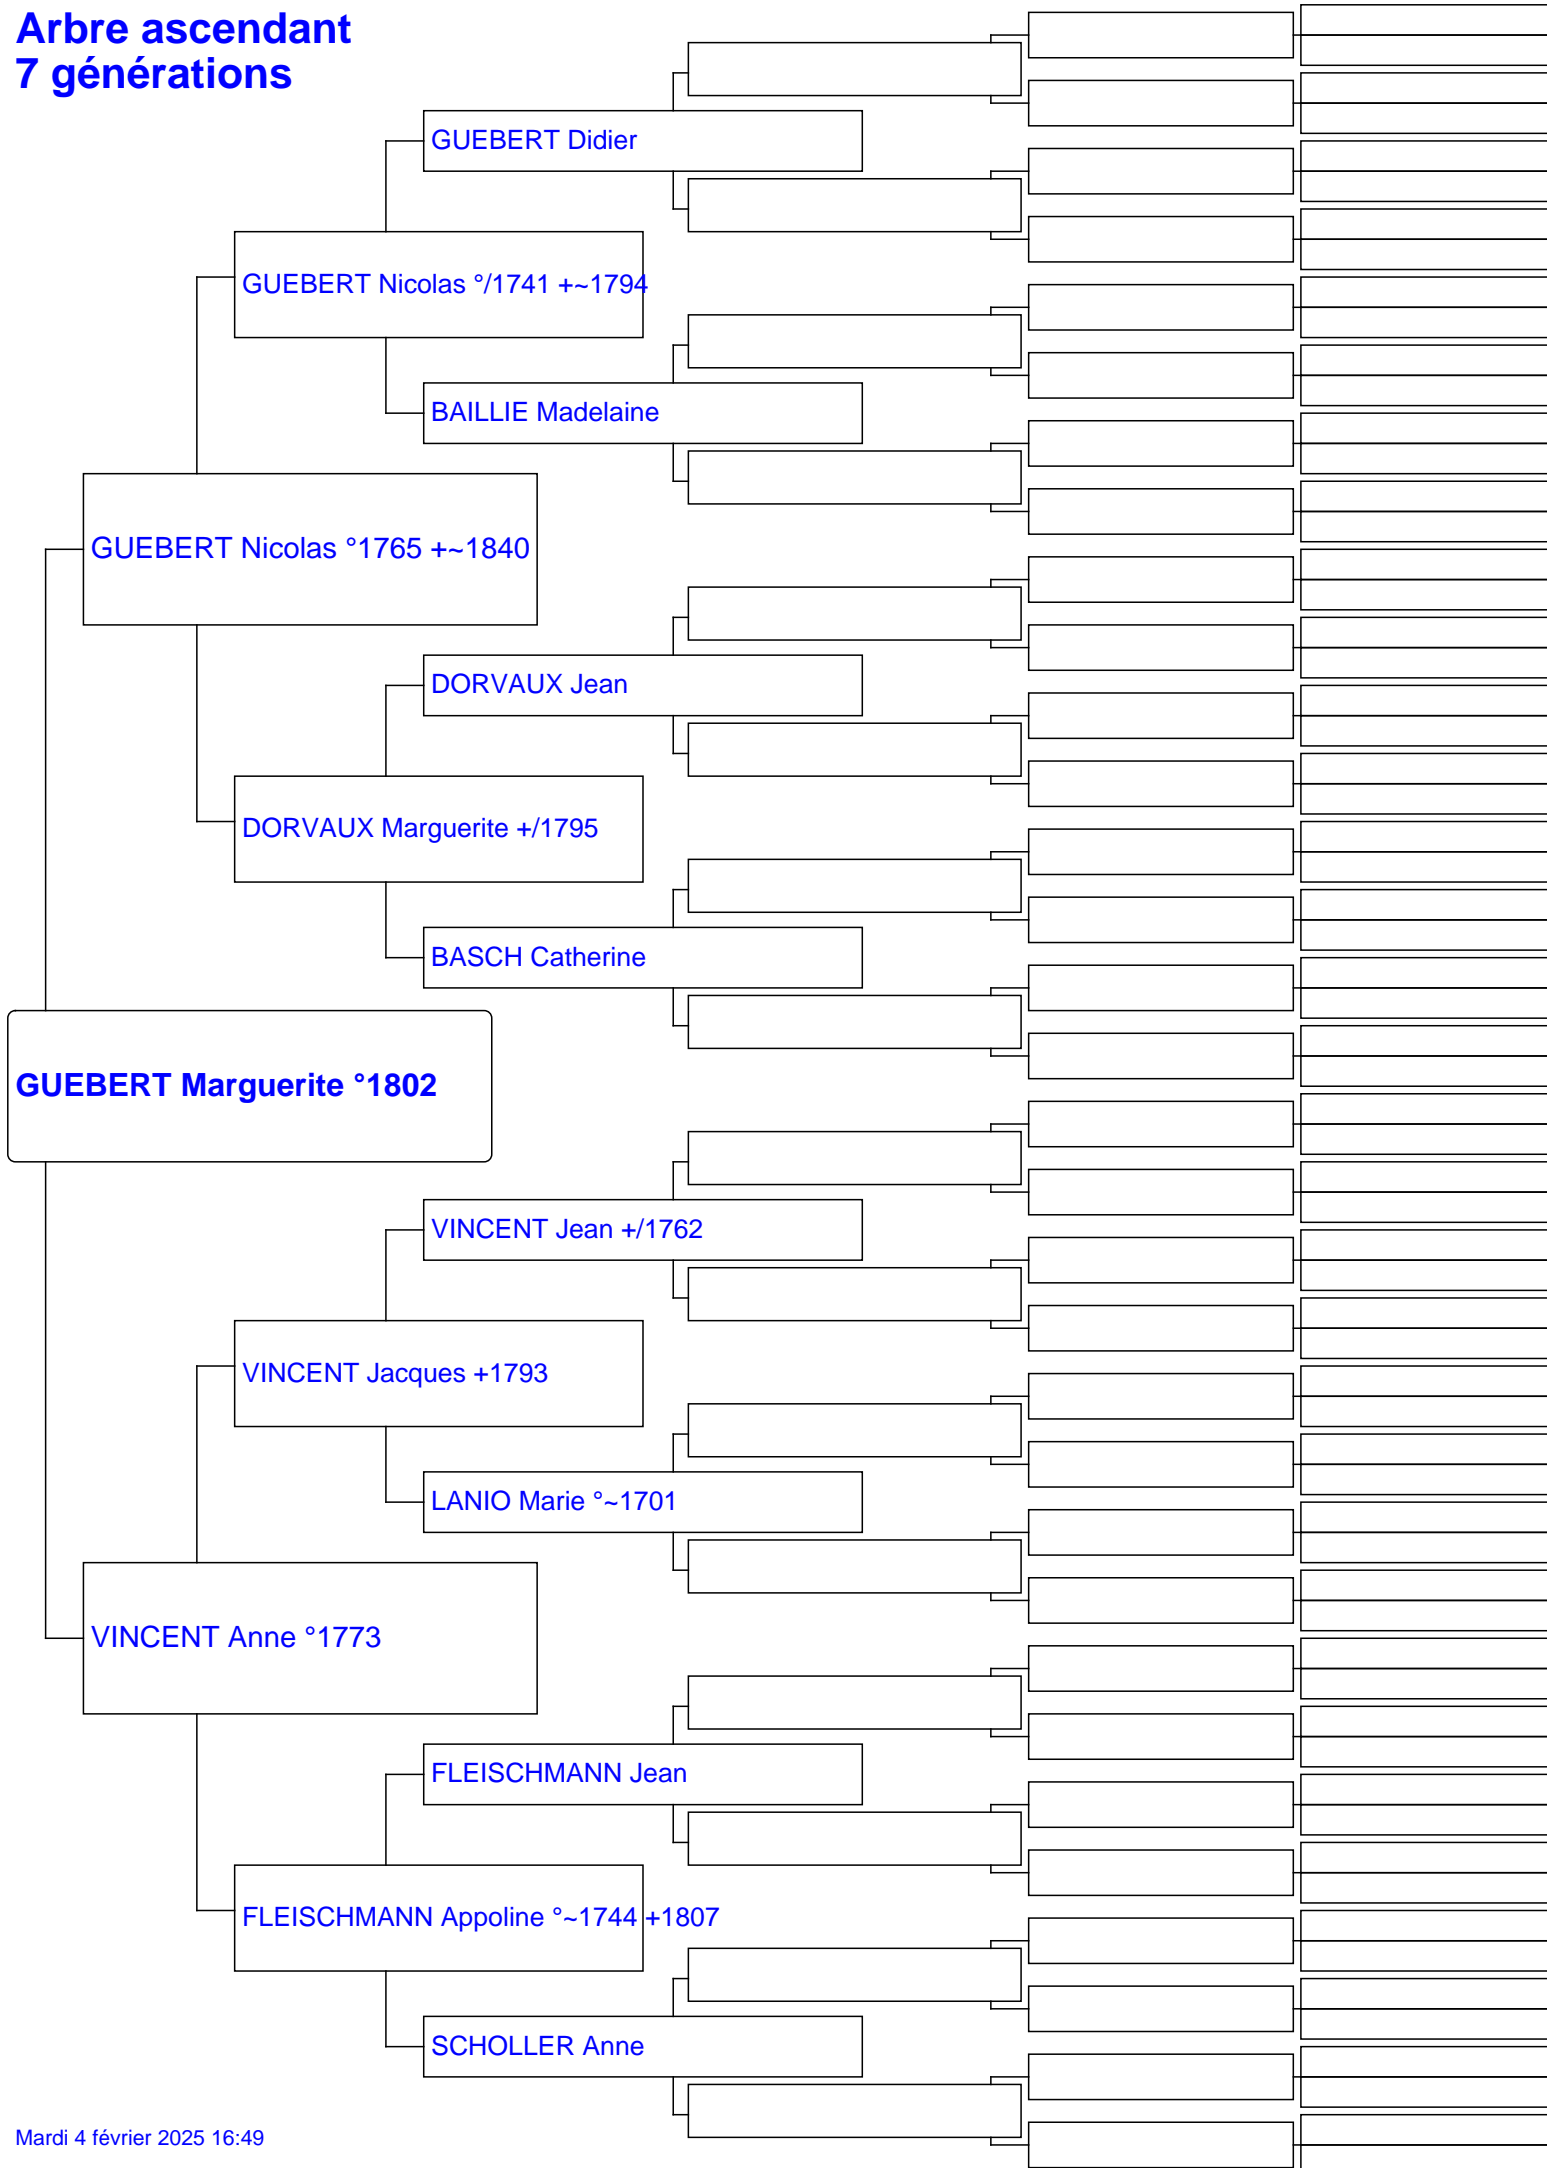 Arbre ascendant
7 générations
GUEBERT Didier
GUEBERT Nicolas °/1741 +~1794
BAILLIE Madelaine
GUEBERT Nicolas °1765 +~1840
DORVAUX Jean
DORVAUX Marguerite +/1795
BASCH Catherine
GUEBERT Marguerite °1802
VINCENT Jean +/1762
VINCENT Jacques +1793
LANIO Marie °~1701
VINCENT Anne °1773
FLEISCHMANN Jean
FLEISCHMANN Appoline °~1744 +1807
SCHOLLER Anne
Mardi 4 février 2025 16:49